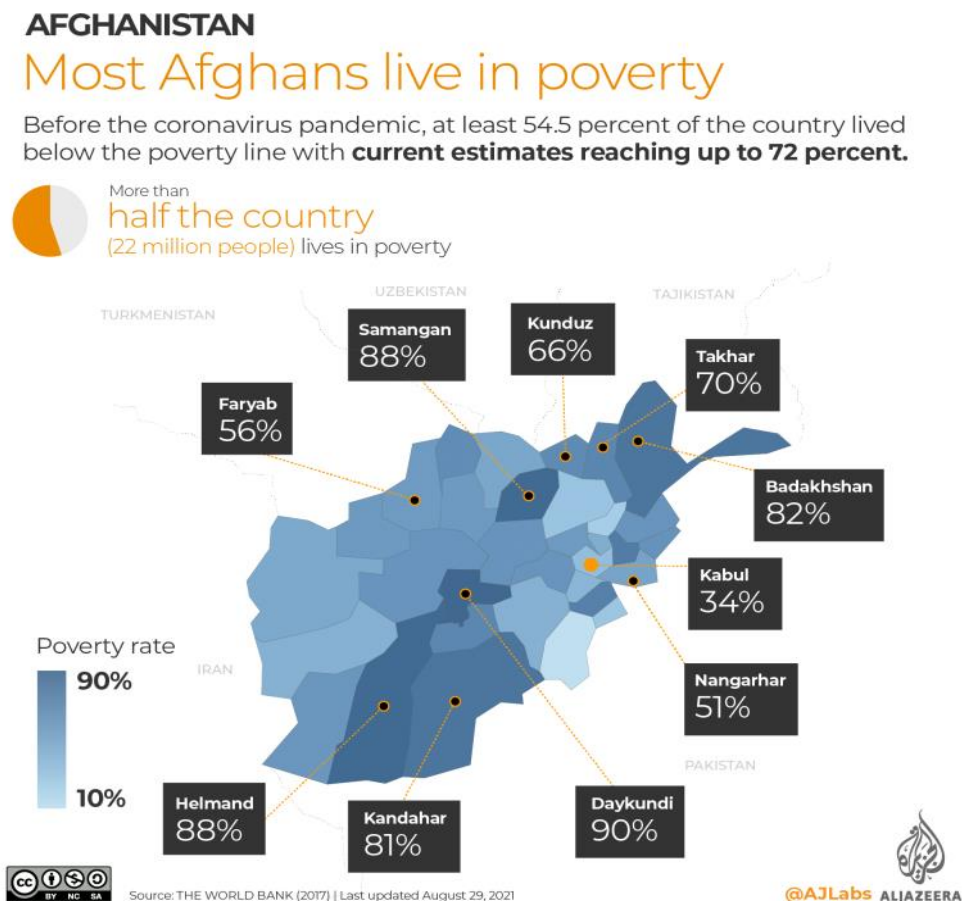 AFGHANISTAN
Most Afghans live in poverty
Before the coronavirus pandemic, at least 54.5 percent of the country lived
below the poverty line with current estimates reaching up to 72 percent.
More than
half the country
(22 million people) lives in poverty
UZBEKISTAN
TAJIKISTAN
TURKMENISTAN
Samangan
88%
Kunduz
66%
Takhar
70%
Faryab
56%
Badakhshan
82%
Kabul
34%
Poverty rate
90%
10%
IRAN
Nangarhar
51%
PAKISTAN
Helmand
88%
Kandahar
81%
Daykundi
90%
cc BY NC SA
Source: THE WORLD BANK (2017) | Last updated August 29, 2021
@AJLabs ALJAZEERA